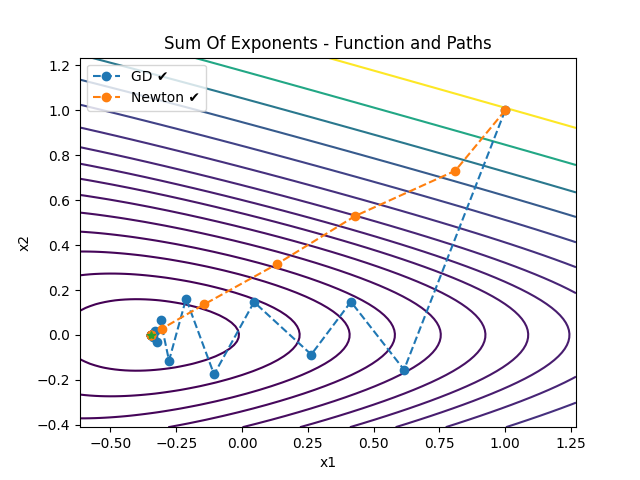 Sum Of Exponents - Function and Paths
GD ✔
Newton ✔
1.2
1.0
0.8
0.6
0.4
0.2
0.0
−0.2
−0.4
x2
−0.50 −0.25 0.00 0.25 0.50 0.75 1.00 1.25
x1